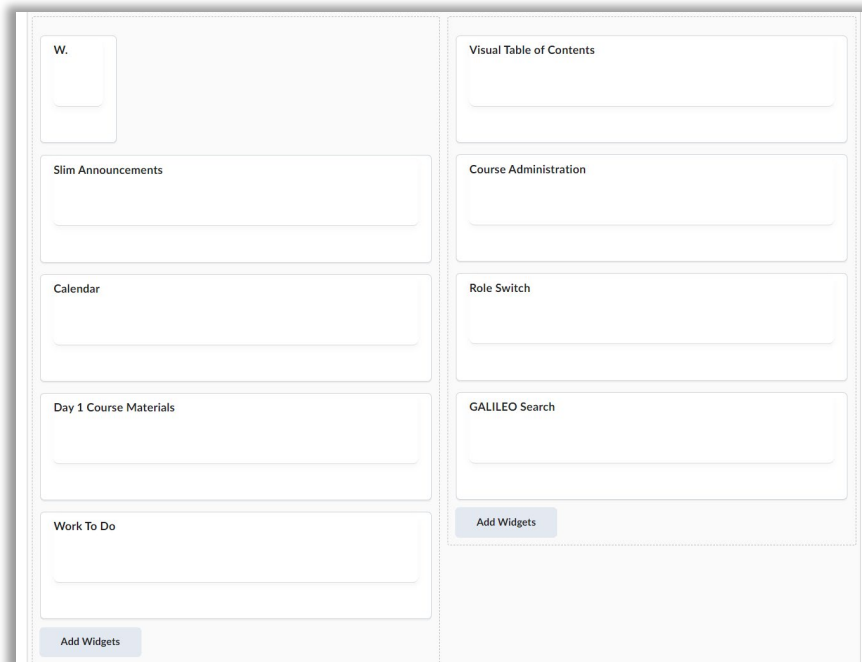 W.
Slim Announcements
Calendar
Day 1 Course Materials
Work To Do
Add Widgets
Visual Table of Contents
Course Administration
Role Switch
GALILEO Search
Add Widgets